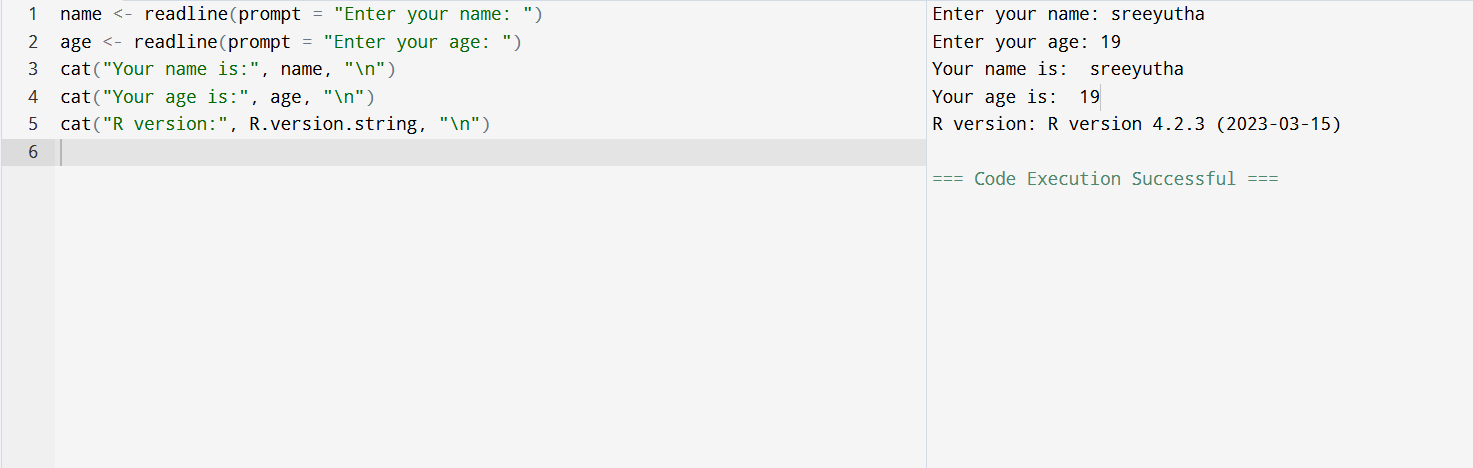 1 name <- readline(prompt = "Enter your name: ")
2 age <- readline(prompt = "Enter your age: ")
3 cat("Your name is:", name, "\n")
4 cat("Your age is:", age, "\n")
5 cat("R version:", R.version.string, "\n")
6
Enter your name: sreeyutha
Enter your age: 19
Your name is:  sreeyutha
Your age is:  19
R version: R version 4.2.3 (2023-03-15)
=== Code Execution Successful ===